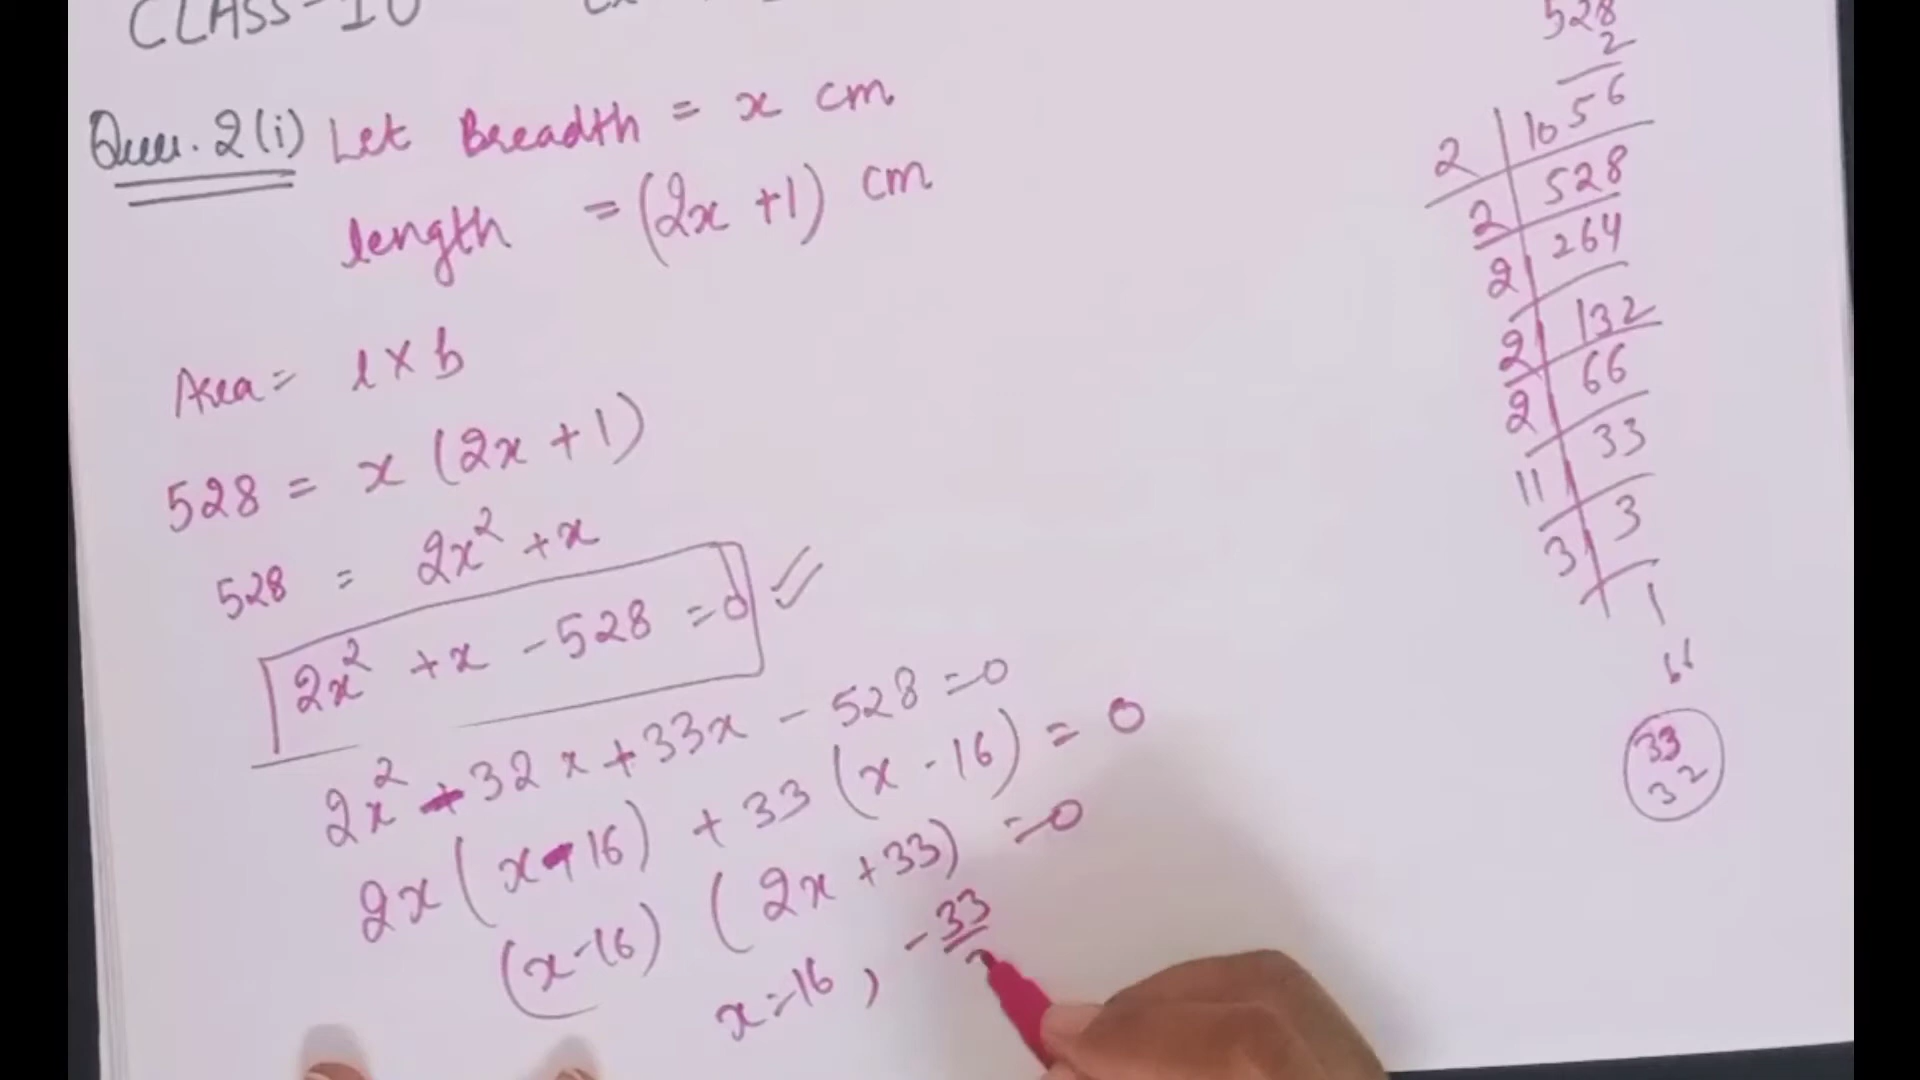 CLASS-10
Ques. 2(i) Let Breadth = x cm
length = (2x +1) cm
Area = l × b
528 = x (2x + 1)
528 = 2x² + x
2x² + x - 528 = 0
2x² - 32x + 33x - 528 = 0
2x (x - 16) + 33 (x - 16) = 0
(x-16) (2x + 33) = 0
x = 16, -33
528
2
2 | 1056
2 | 528
2 | 264
2 | 132
2 | 66
11 | 33
3 | 3
1
33
32